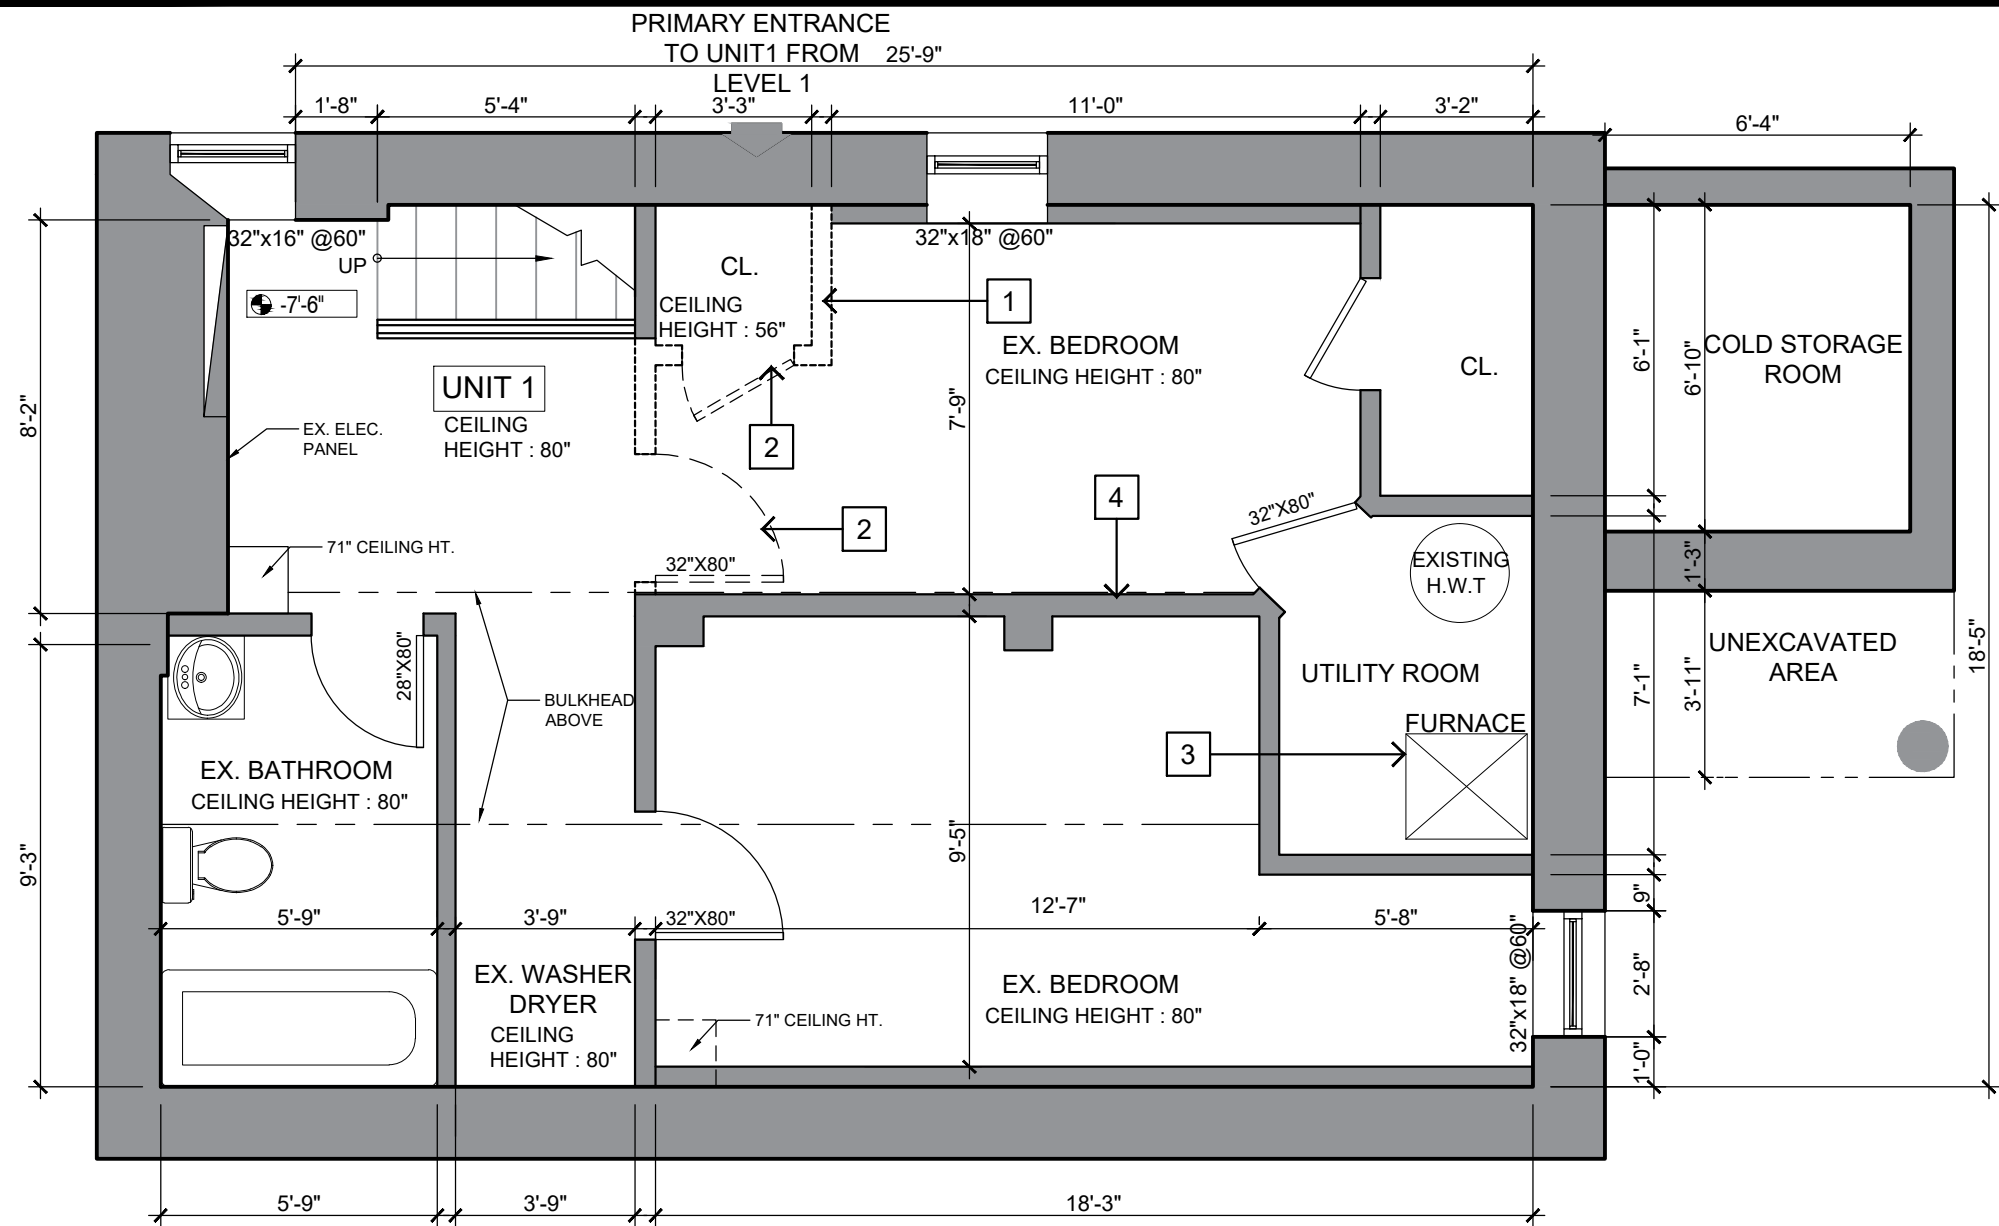 PRIMARY ENTRANCE
TO UNIT1 FROM 25'-9"
LEVEL 1
1'-8" 5'-4" 3'-3" 11'-0" 3'-2"
6'-4"
32"x16" @60"
UP
-7'-6"
CL.
CEILING
HEIGHT : 56"
32"x18" @60"
1
EX. BEDROOM
CEILING HEIGHT : 80"
CL.
COLD STORAGE
ROOM
6'-1"
6'-10"
UNIT 1
CEILING
HEIGHT : 80"
EX. ELEC.
PANEL
8'-2"
7'-9"
2
2
4
32"X80"
71" CEILING HT.
32"X80"
EXISTING
H.W.T
1'-3"
18'-5"
UNEXCAVATED
AREA
28"X80"
BULKHEAD
ABOVE
UTILITY ROOM
7'-1"
3'-11"
FURNACE
3
EX. BATHROOM
CEILING HEIGHT : 80"
9'-3"
9'-5"
5'-9" 3'-9" 32"X80" 12'-7" 5'-8"
9"
2'-8"
32"x18" @60"
EX. WASHER
DRYER
CEILING
HEIGHT : 80"
EX. BEDROOM
CEILING HEIGHT : 80"
71" CEILING HT.
1'-0"
5'-9" 3'-9" 18'-3"